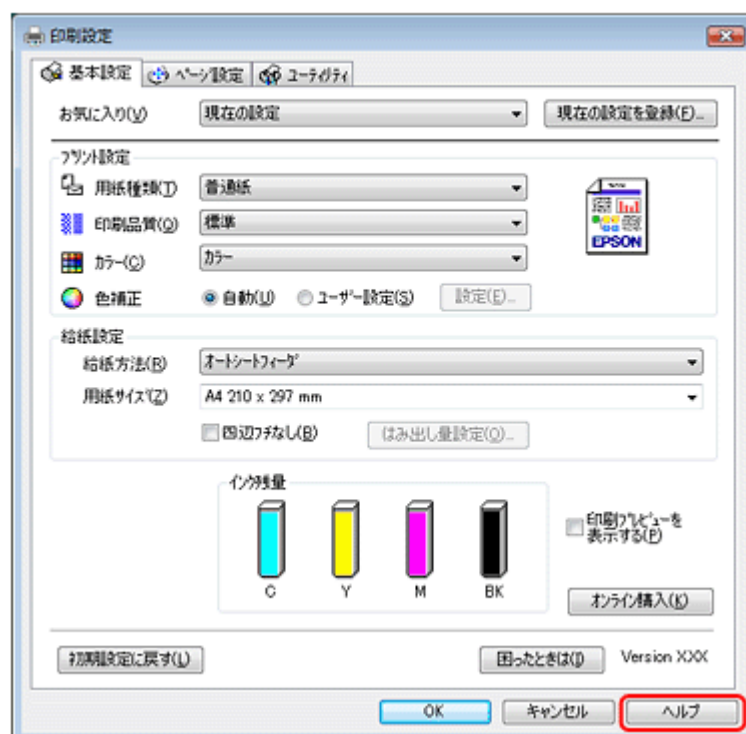 印刷設定
基本設定 ページ設定 ユーティリティ
お気に入り(V) 現在の設定 現在の設定を登録(F)...
プリント設定
用紙種類(T) 普通紙
印刷品質(Q) 標準
カラー(C) カラー
EPSON
色補正 自動(U) ユーザー設定(S) 設定(E)...
給紙設定
給紙方法(R) オートシートフィーダ
用紙サイズ(Z) A4 210 x 297 mm
四辺フチなし(B) はみ出し量設定(O)...
インク残量
C Y M BK
印刷プレビューを
表示する(P)
オンライン購入(K)
初期設定に戻す(L) 困ったときは(I) Version XXX
OK キャンセル ヘルプ